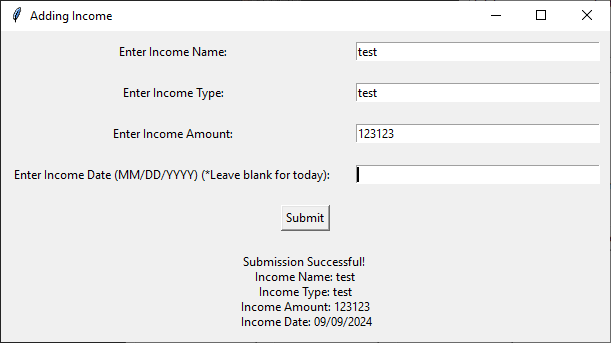 Adding Income
Enter Income Name: test
Enter Income Type: test
Enter Income Amount: 123123
Enter Income Date (MM/DD/YYYY) (*Leave blank for today):
Submit
Submission Successful!
Income Name: test
Income Type: test
Income Amount: 123123
Income Date: 09/09/2024